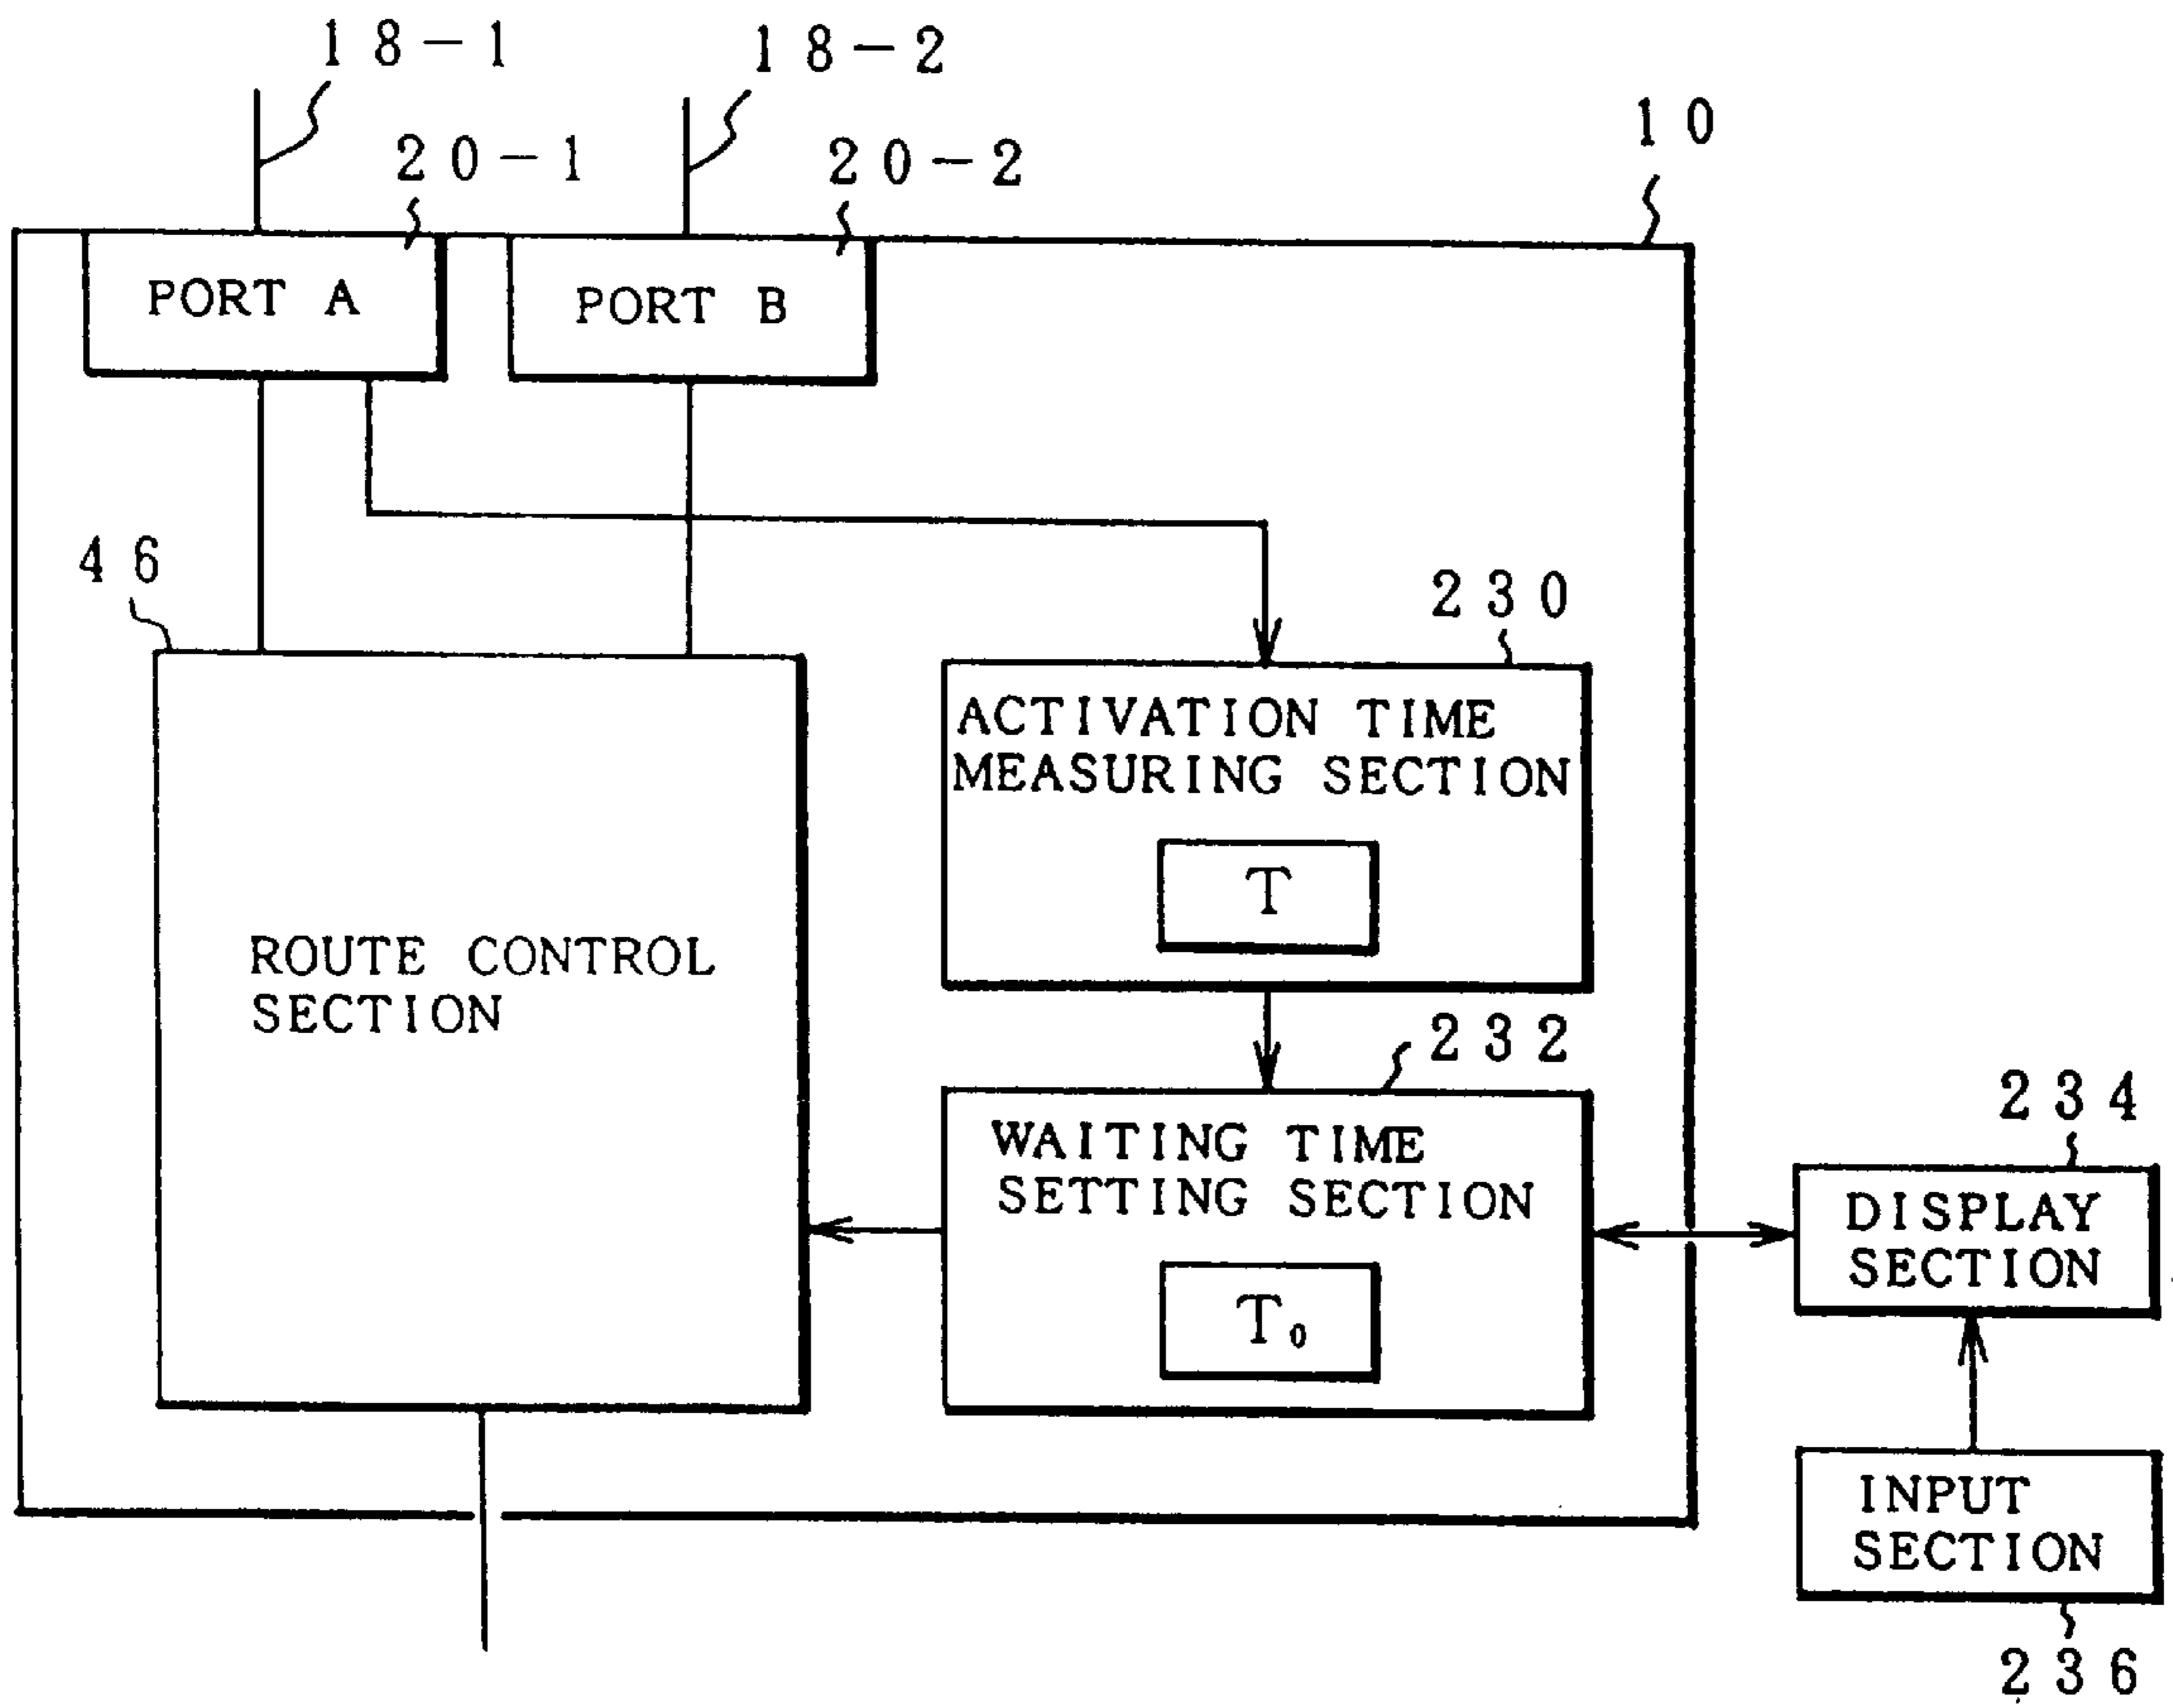 18-1
18-2
20-1
20-2
10
PORT A
PORT B
46
230
ACTIVATION TIME
MEASURING SECTION
T
ROUTE CONTROL
SECTION
232
WAITING TIME
SETTING SECTION
T₀
234
DISPLAY
SECTION
INPUT
SECTION
236